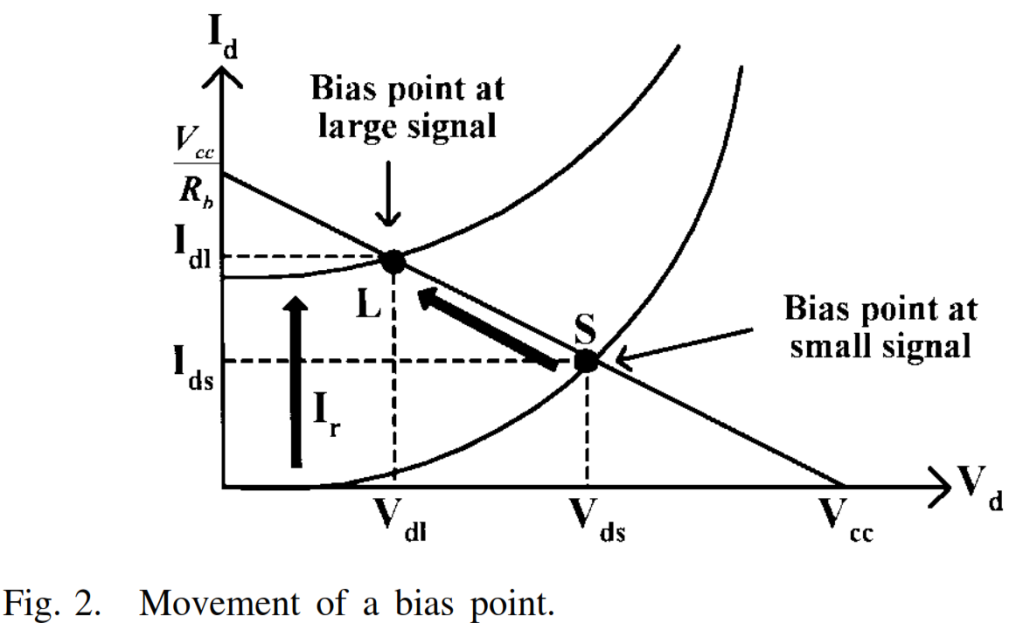 I_d
Bias point at
large signal
V_cc
R_b
I_dl
L
S
Bias point at
small signal
I_ds
I_r
V_d
V_dl
V_ds
V_cc
Fig. 2. Movement of a bias point.